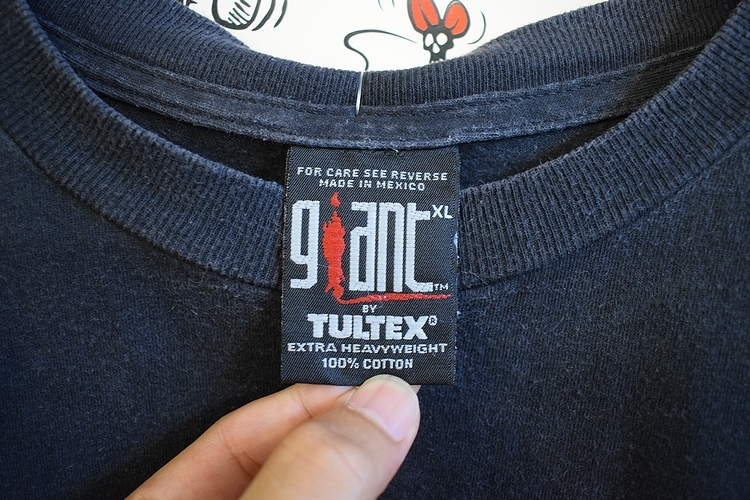 FOR CARE SEE REVERSE
MADE IN MEXICO
giant XL
TM
BY
TULTEX®
EXTRA HEAVYWEIGHT
100% COTTON